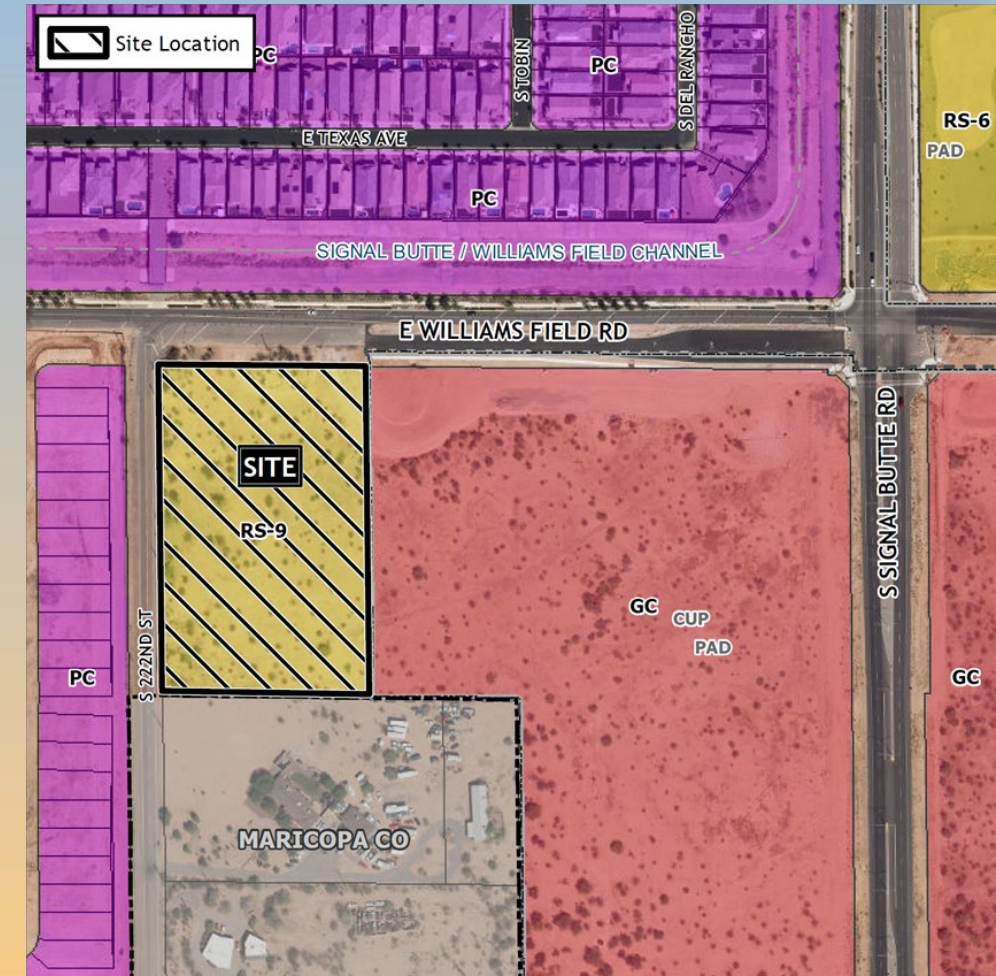 Site Location
PC
PC
S TOBIN
S DEL RANCHO
RS-6
PAD
E TEXAS AVE
PC
SIGNAL BUTTE / WILLIAMS FIELD CHANNEL
E WILLIAMS FIELD RD
S SIGNAL BUTTE RD
SITE
RS-9
GC
CUP
PAD
S 222ND ST
PC
GC
MARICOPA CO